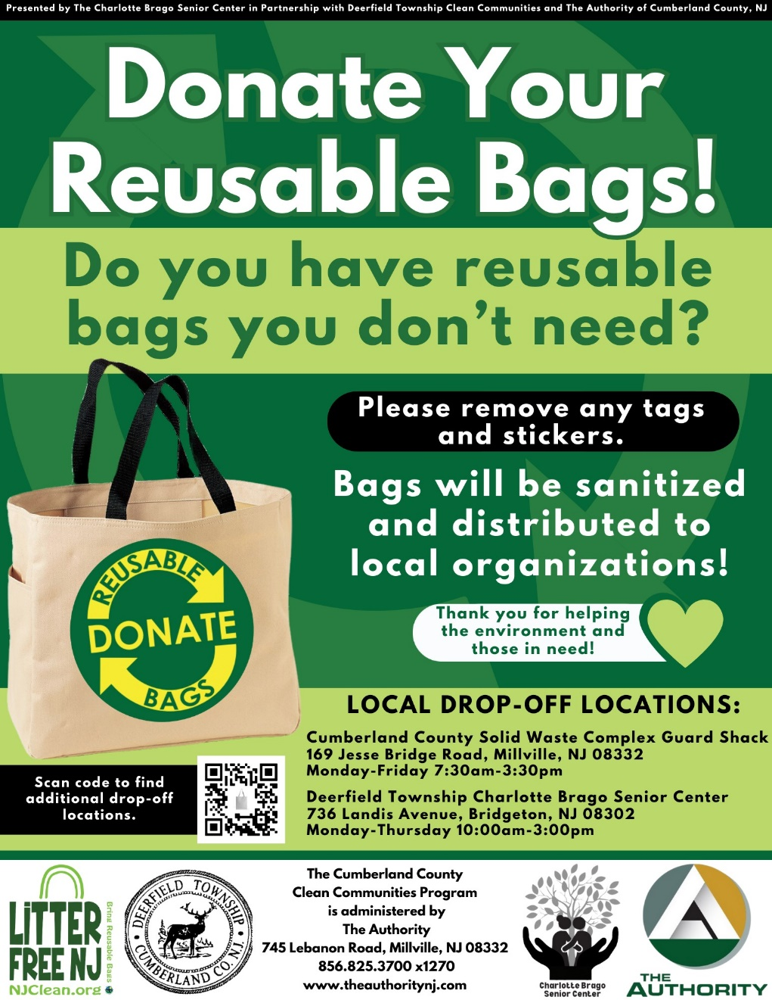 Presented by The Charlotte Brago Senior Center in Partnership with Deerfield Township Clean Communities and The Authority of Cumberland County, NJ
Donate Your
Reusable Bags!
Do you have reusable
bags you don't need?
Please remove any tags
and stickers.
Bags will be sanitized
and distributed to
local organizations!
Thank you for helping
the environment and
those in need!
REUSABLE
DONATE
BAGS
LOCAL DROP-OFF LOCATIONS:
Cumberland County Solid Waste Complex Guard Shack
169 Jesse Bridge Road, Millville, NJ 08332
Monday-Friday 7:30am-3:30pm
Deerfield Township Charlotte Brago Senior Center
736 Landis Avenue, Bridgeton, NJ 08302
Monday-Thursday 10:00am-3:00pm
Scan code to find
additional drop-off
locations.
LiTTER
FREE NJ
NJClean.org
Bring Reusable Bags
DEERFIELD TOWNSHIP
CUMBERLAND CO. N.J.
The Cumberland County
Clean Communities Program
is administered by
The Authority
745 Lebanon Road, Millville, NJ 08332
856.825.3700 x1270
www.theauthoritynj.com
Charlotte Brago
Senior Center
THE
AUTHORITY